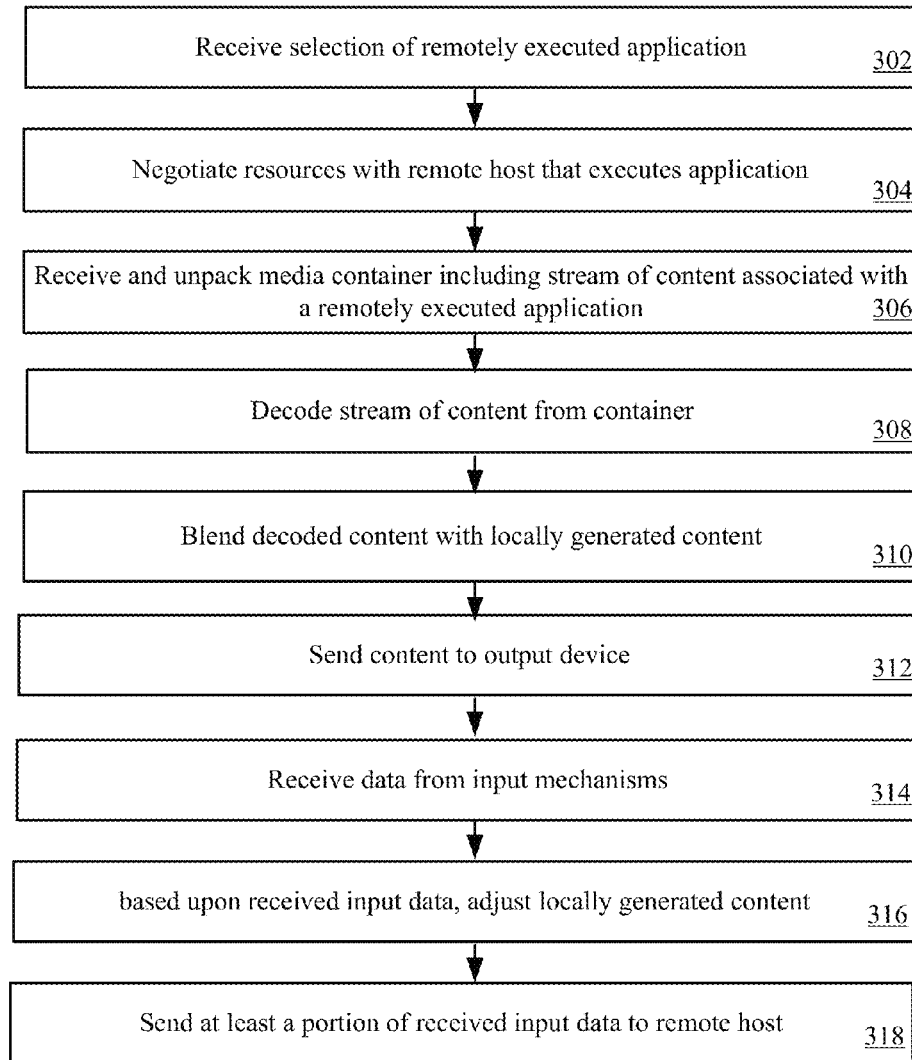 Receive selection of remotely executed application
302
Negotiate resources with remote host that executes application
304
Receive and unpack media container including stream of content associated with
a remotely executed application
306
Decode stream of content from container
308
Blend decoded content with locally generated content
310
Send content to output device
312
Receive data from input mechanisms
314
based upon received input data, adjust locally generated content
316
Send at least a portion of received input data to remote host
318